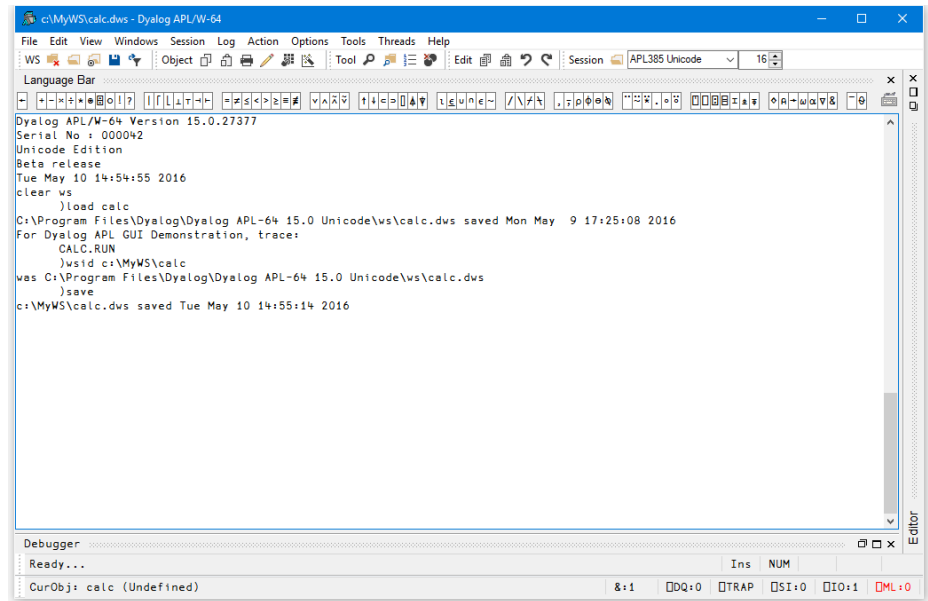 c:\MyWS\calc.dws - Dyalog APL/W-64
File Edit View Windows Session Log Action Options Tools Threads Help
WS Object Tool Edit Session APL385 Unicode 16
Language Bar
← + - × ÷ * ⍟ ⌹ ○ ! ? | ⌈ ⌊ ⊥ ⊤ ⊣ ⊢ = ≠ ≤ < > ≥ ≡ ≢ ∨ ∧ ⍲ ⍱ ↑ ↓ ⊂ ⊃ ⌷ ⍋ ⍒ ⍳ ⍷ ∪ ∩ ∊ ~ / \ ⌿ ⍀ , ⍪ ⍴ ⌽ ⊖ ⍉ ¨ ⍨ ⍣ . ∘ ⍤ ⍞ ⎕ ⍠ ⌸ ⌶ ⍎ ⍕ ⋄ ⍝ → ⍵ ⍺ ∇ & ¯ ⍬
Dyalog APL/W-64 Version 15.0.27377
Serial No : 000042
Unicode Edition
Beta release
Tue May 10 14:54:55 2016
clear ws
      )load calc
C:\Program Files\Dyalog\Dyalog APL-64 15.0 Unicode\ws\calc.dws saved Mon May  9 17:25:08 2016
For Dyalog APL GUI Demonstration, trace:
      CALC.RUN
      )wsid c:\MyWS\calc
was C:\Program Files\Dyalog\Dyalog APL-64 15.0 Unicode\ws\calc.dws
      )save
c:\MyWS\calc.dws saved Tue May 10 14:55:14 2016
Editor
Debugger
Ready... Ins NUM
CurObj: calc (Undefined) &:1 ⎕DQ:0 ⎕TRAP ⎕SI:0 ⎕IO:1 ⎕ML:0